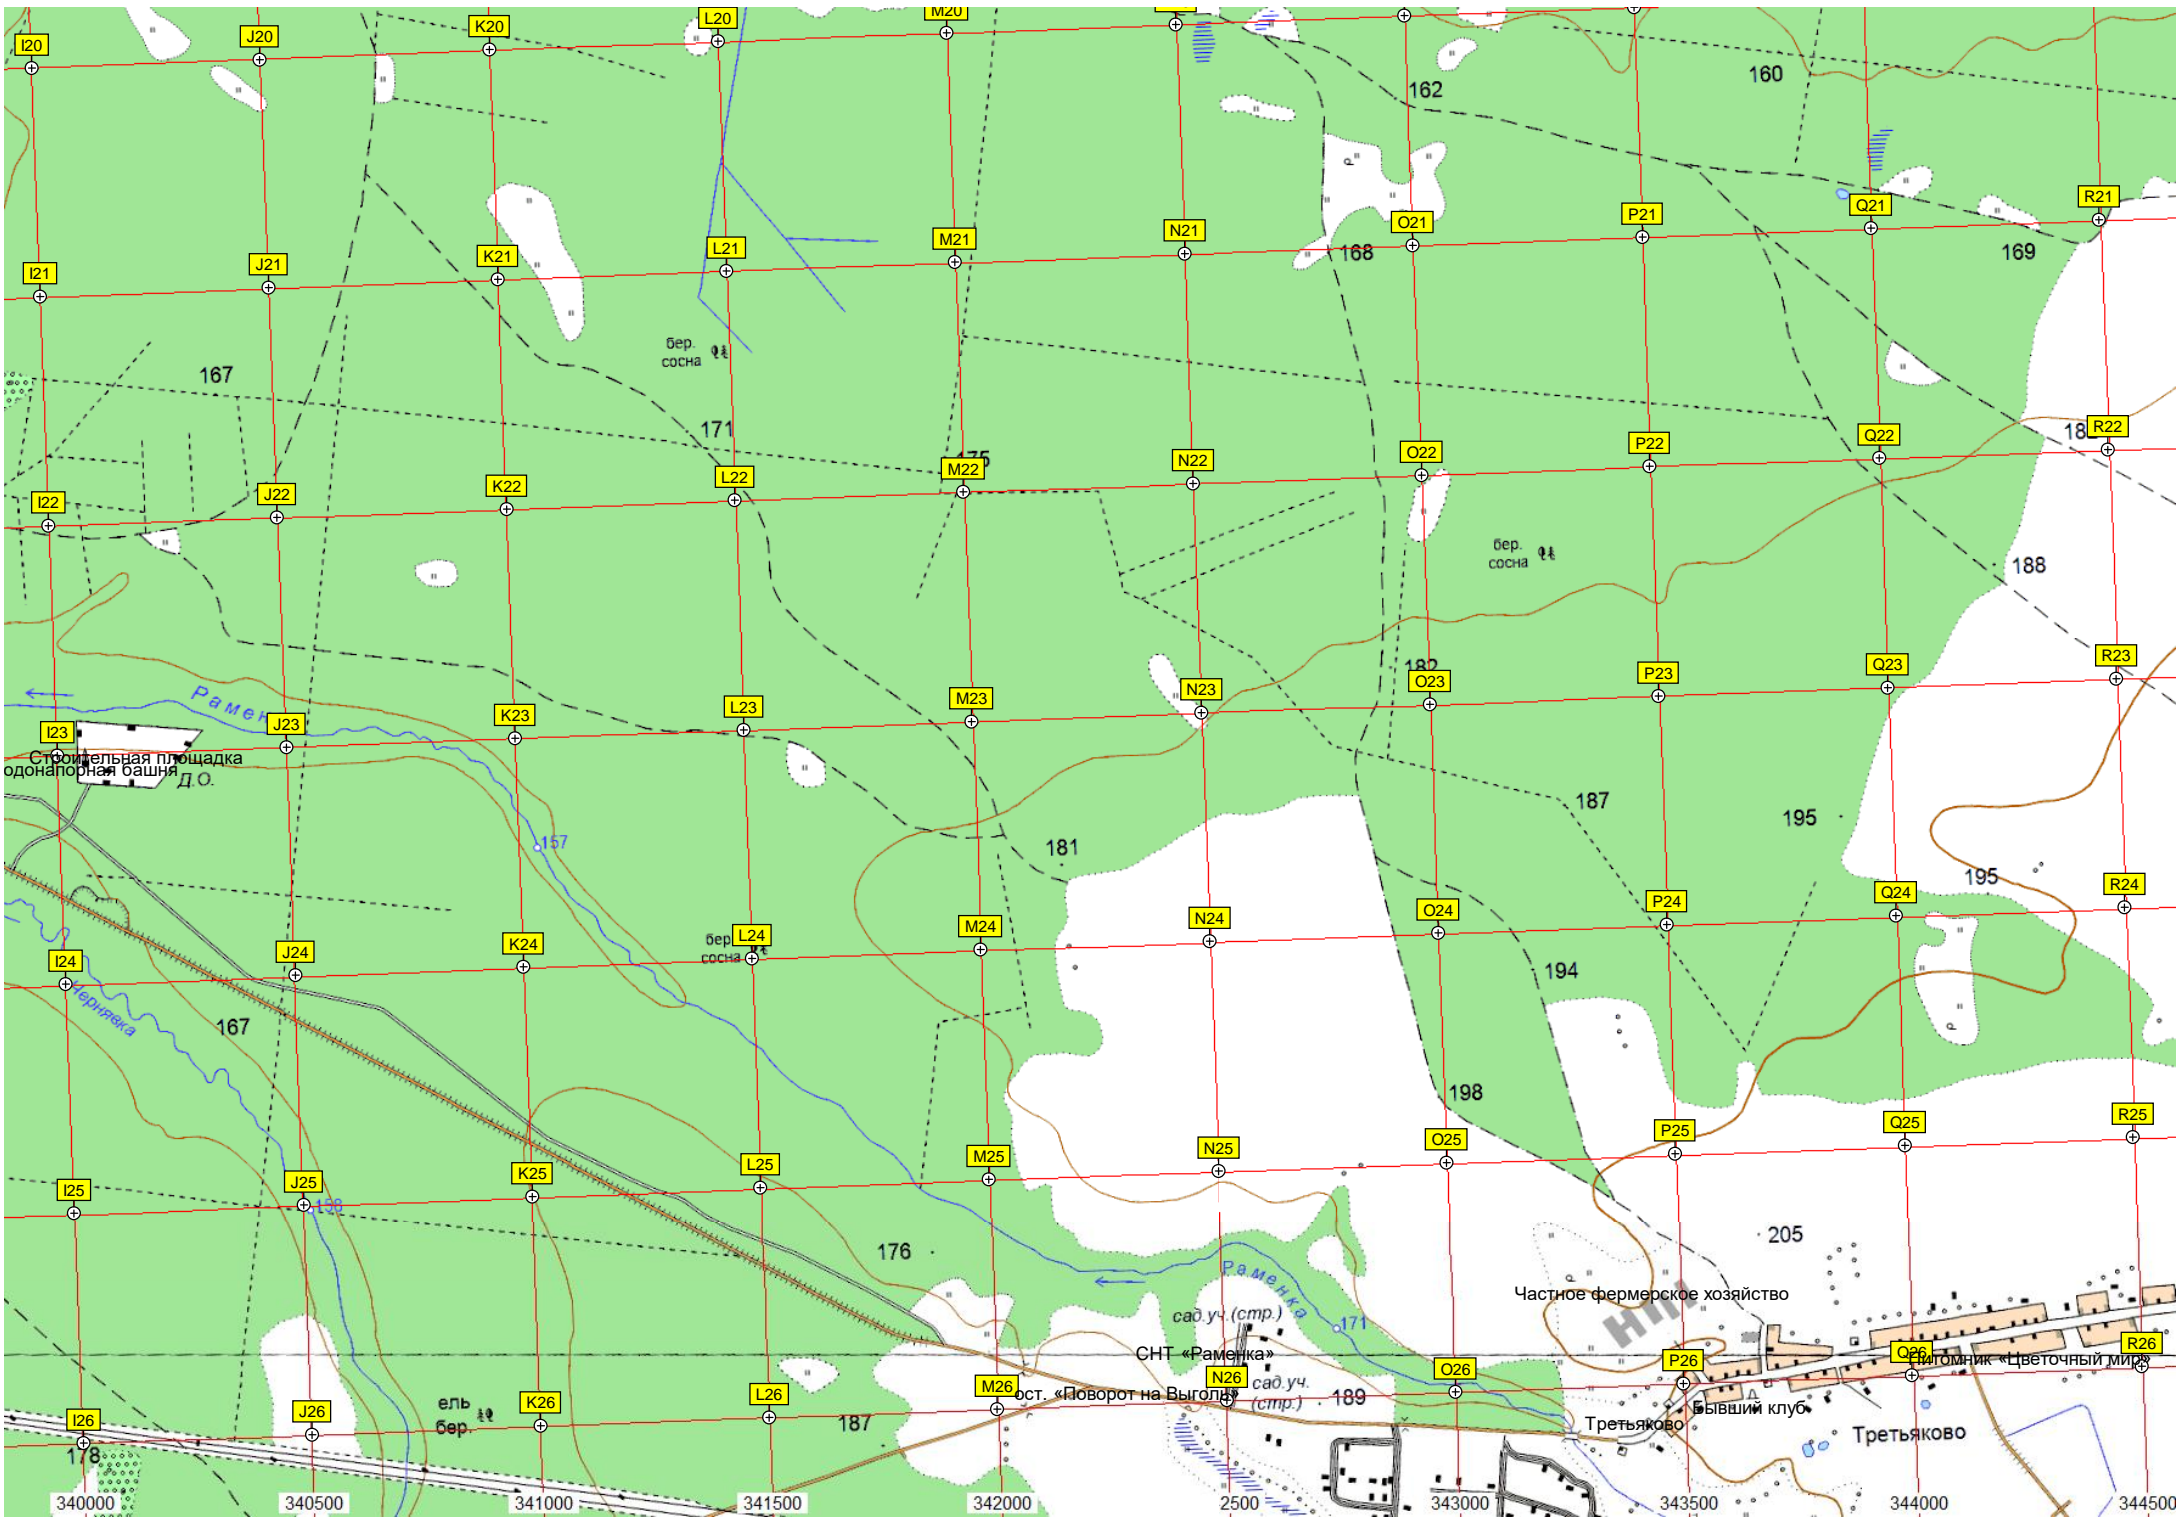 I20 J20 K20 L20 M20
162 160
I21 J21 K21 L21 M21 N21 O21 P21 Q21 R21
168 169
бер.
сосна
167
171
175
I22 J22 K22 L22 M22 N22 O22 P22 Q22 R22
бер.
сосна
188
182
Рамен
I23 J23 K23 L23 M23 N23 O23 P23 Q23 R23
Строительная площадка
одонапорная башня
Д.О.
157
181
187
195
195
I24 J24 K24 L24 M24 N24 O24 P24 Q24 R24
бер.
сосна
194
Чернявка
167
198
I25 J25 K25 L25 M25 N25 O25 P25 Q25 R25
158
176
205
Раменка
Частное фермерское хозяйство
НП
сад.уч.(стр.)
171
СНТ «Раменка»
I26 J26 K26 L26 M26 N26 O26 P26 Q26 R26
Питомник «Цветочный мир»
ост. «Поворот на Выголь»
сад.уч.
(стр.)
189
ель
бер.
187
Бывший клуб
Третьяково
Третьяково
178
340000 340500 341000 341500 342000 2500 343000 343500 344000 344500